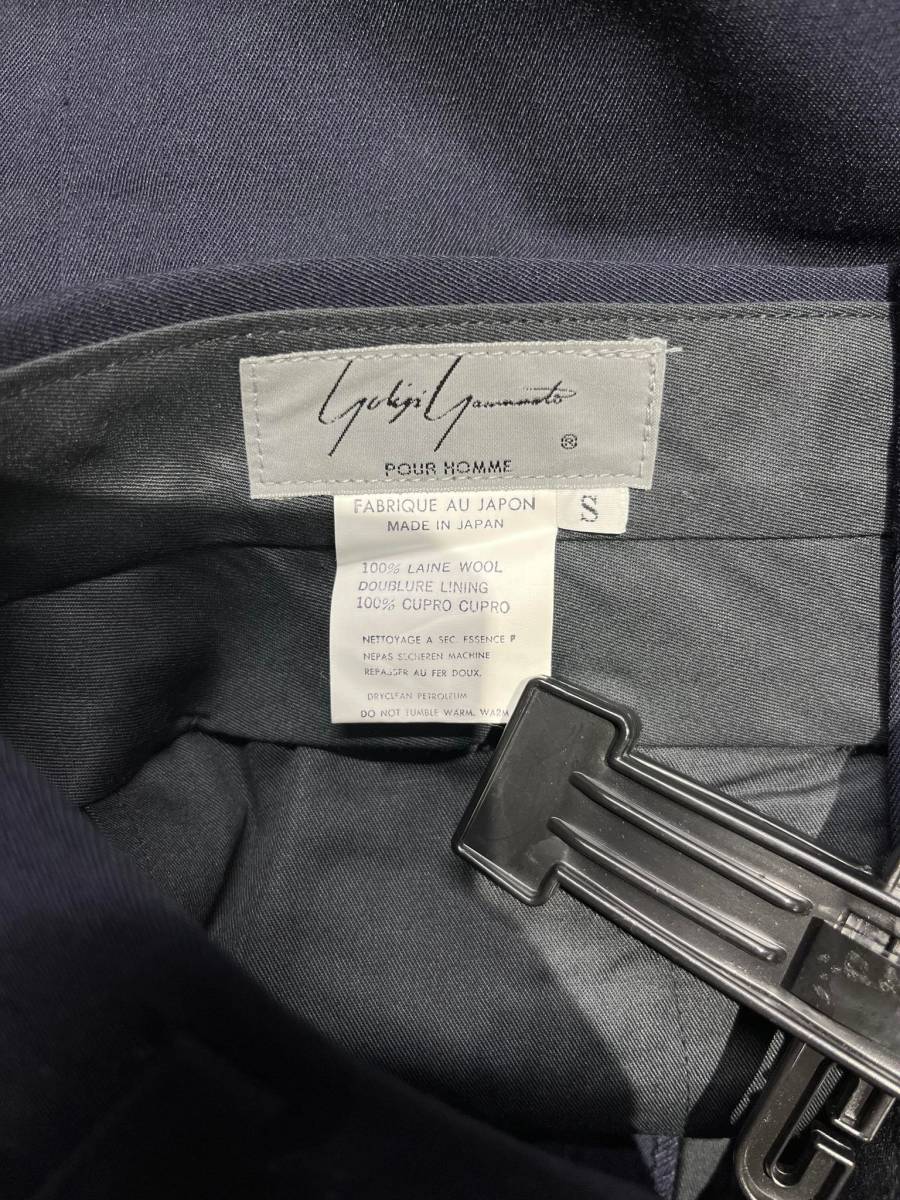 Yohji Yamamoto
®
POUR HOMME
FABRIQUE AU JAPON
MADE IN JAPAN
S
100% LAINE WOOL
DOUBLURE LINING
100% CUPRO CUPRO
NETTOYAGE A SEC. ESSENCE P
NEPAS SECHEREN MACHINE
REPASSER AU FER DOUX.
DRYCLEAN PETROLEUM
DO NOT TUMBLE WARM. WARM